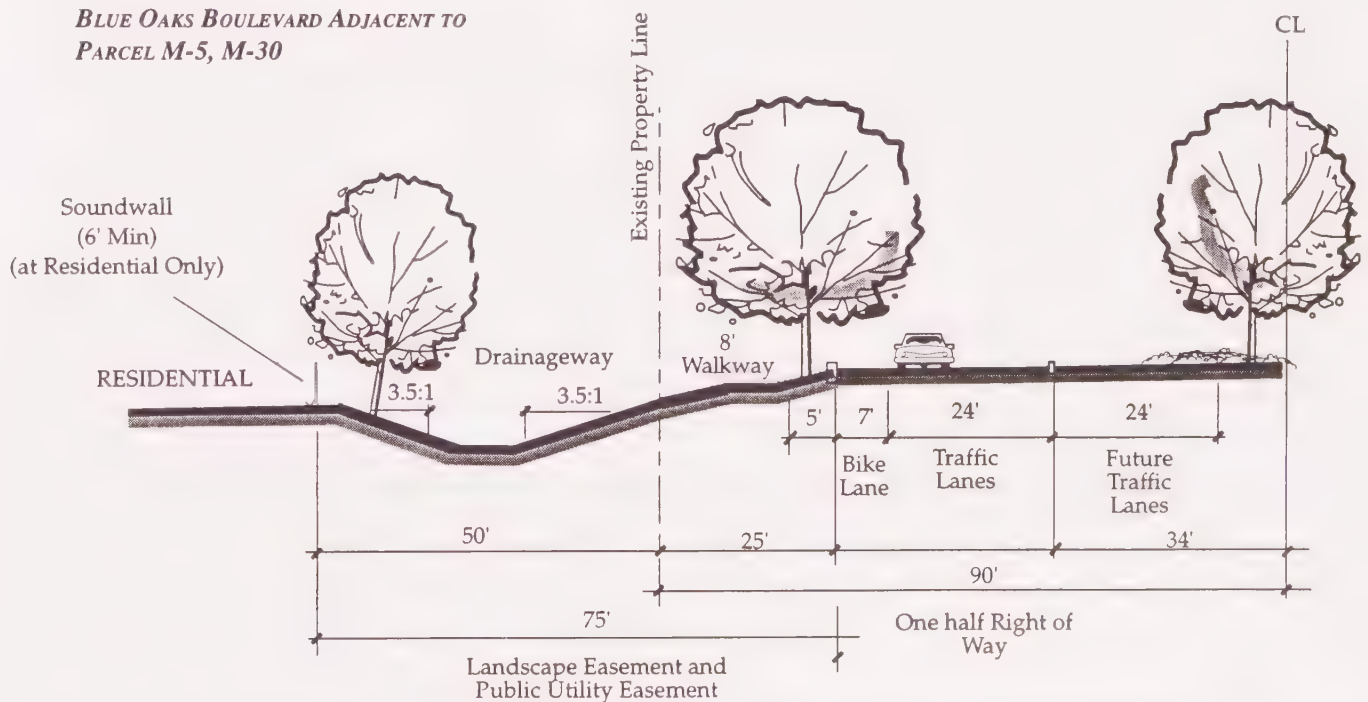 BLUE OAKS BOULEVARD ADJACENT TO
PARCEL M-5, M-30
CL
Existing Property Line
Soundwall
(6' Min)
(at Residential Only)
RESIDENTIAL
Drainageway
3.5:1
3.5:1
8'
Walkway
5'
7'
24'
24'
Bike
Lane
Traffic
Lanes
Future
Traffic
Lanes
50'
25'
34'
90'
75'
One half Right of
Way
Landscape Easement and
Public Utility Easement